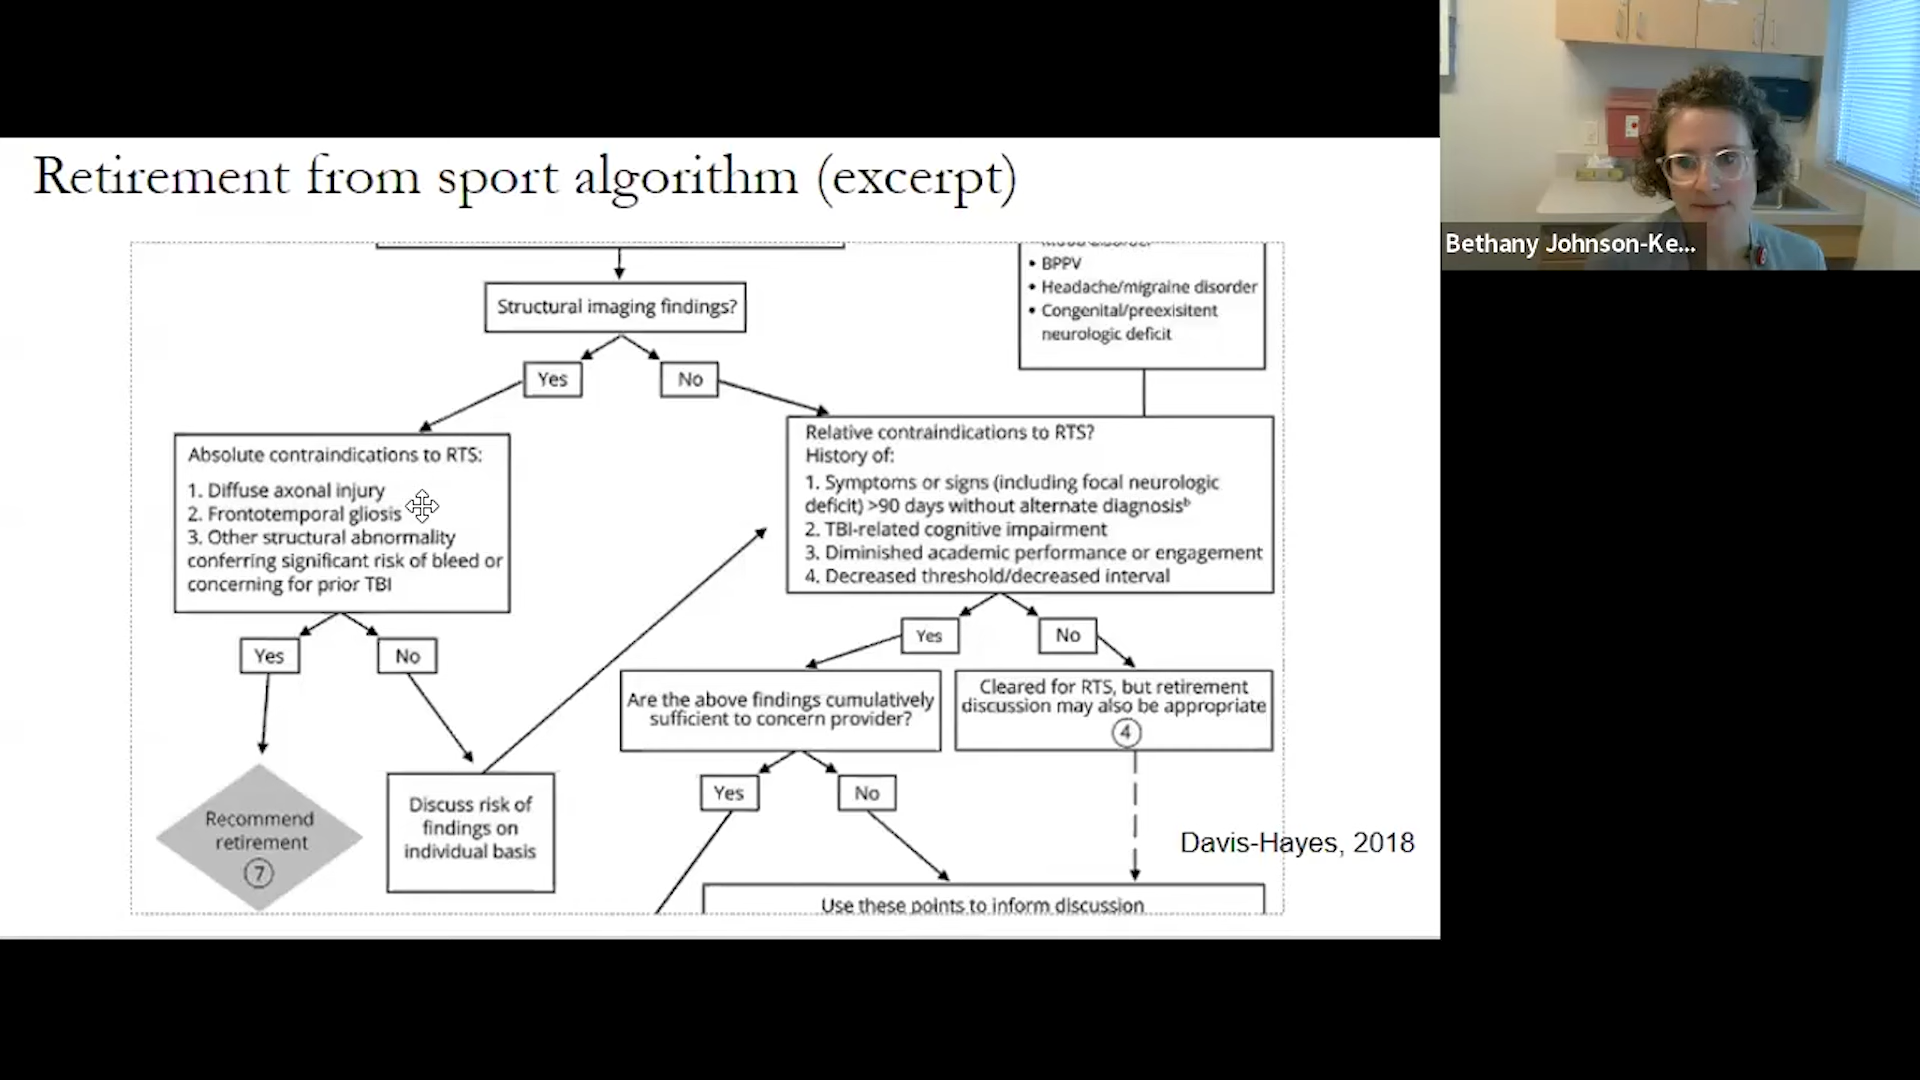 Retirement from sport algorithm (excerpt)
Bethany Johnson-Ke...
• BPPV
• Headache/migraine disorder
• Congenital/preexisitent
neurologic deficit
Structural imaging findings?
Yes
No
Absolute contraindications to RTS:
1. Diffuse axonal injury
2. Frontotemporal gliosis
3. Other structural abnormality
conferring significant risk of bleed or
concerning for prior TBI
Relative contraindications to RTS?
History of:
1. Symptoms or signs (including focal neurologic
deficit) >90 days without alternate diagnosisᵇ
2. TBI-related cognitive impairment
3. Diminished academic performance or engagement
4. Decreased threshold/decreased interval
Yes
No
Yes
No
Are the above findings cumulatively
sufficient to concern provider?
Cleared for RTS, but retirement
discussion may also be appropriate
4
Yes
No
Recommend
retirement
7
Discuss risk of
findings on
individual basis
Davis-Hayes, 2018
Use these points to inform discussion